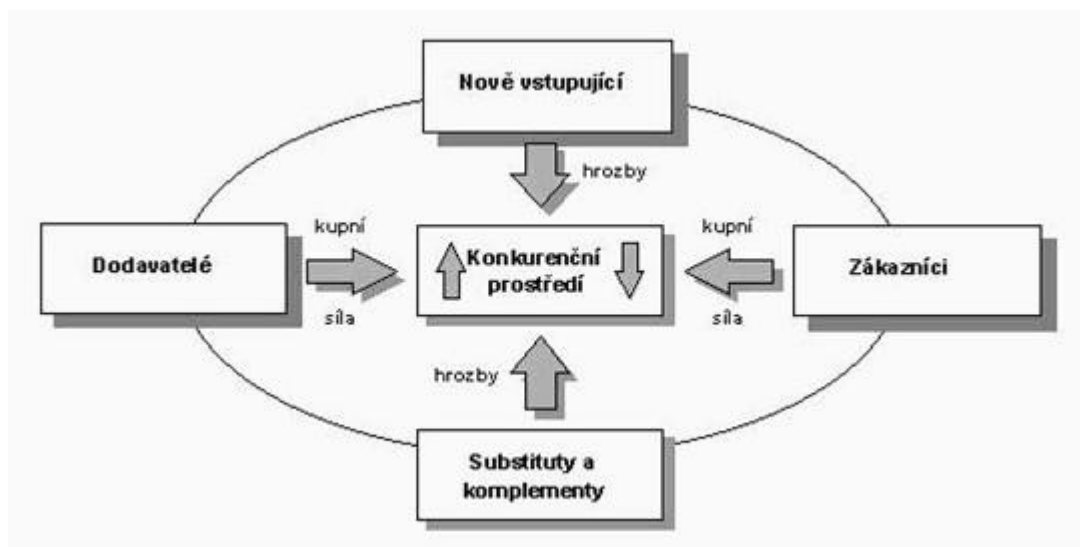 Nově vstupující
hrozby
kupní
kupní
Dodavatelé
Konkurenční
prostředí
Zákazníci
síla
síla
hrozby
Substituty a
komplementy